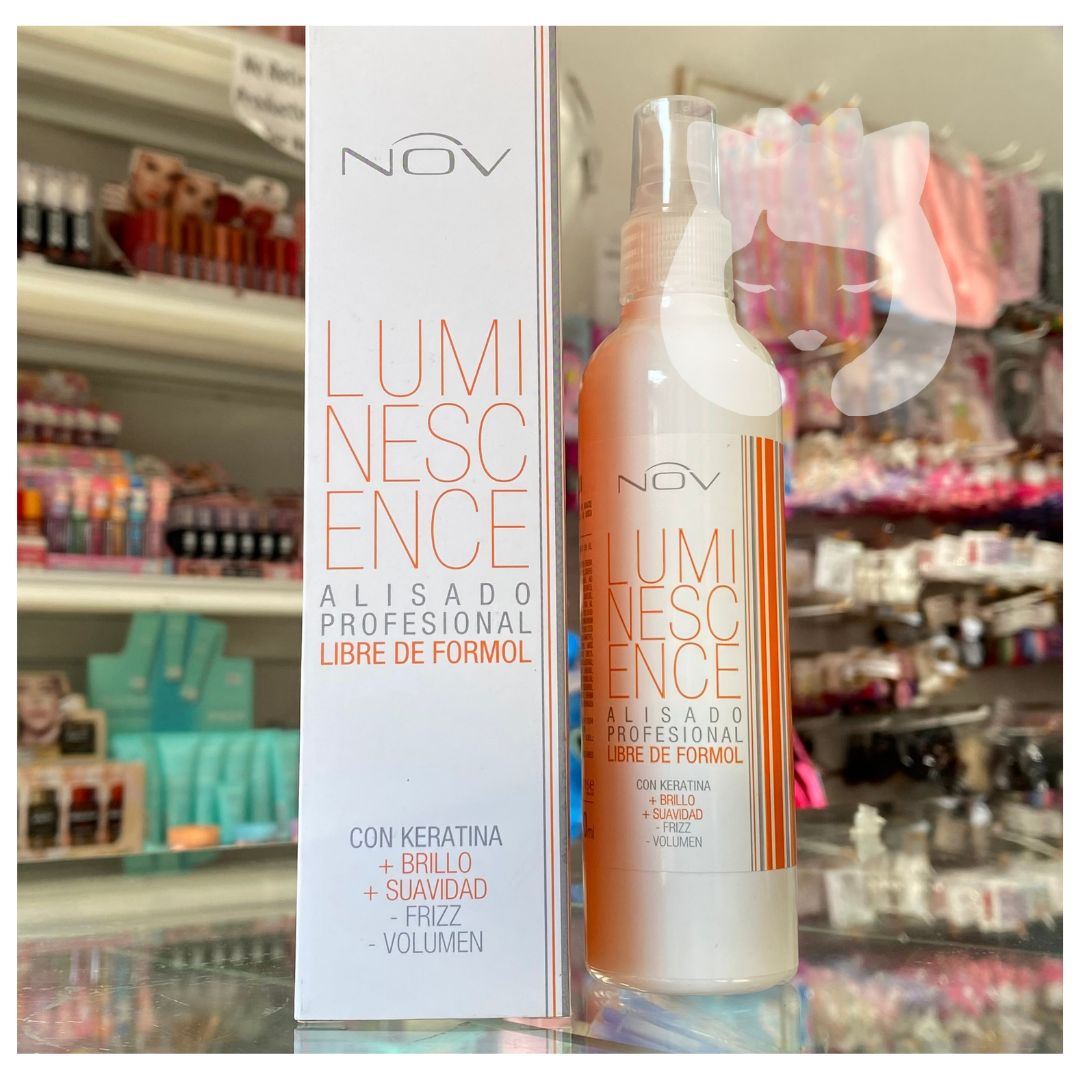 NOV
LUMI
NESC
ENCE
ALISADO
PROFESIONAL
LIBRE DE FORMOL
CON KERATINA
+ BRILLO
+ SUAVIDAD
- FRIZZ
- VOLUMEN
NOV
LUMI
NESC
ENCE
ALISADO
PROFESIONAL
LIBRE DE FORMOL
CON KERATINA
+ BRILLO
+ SUAVIDAD
- FRIZZ
- VOLUMEN